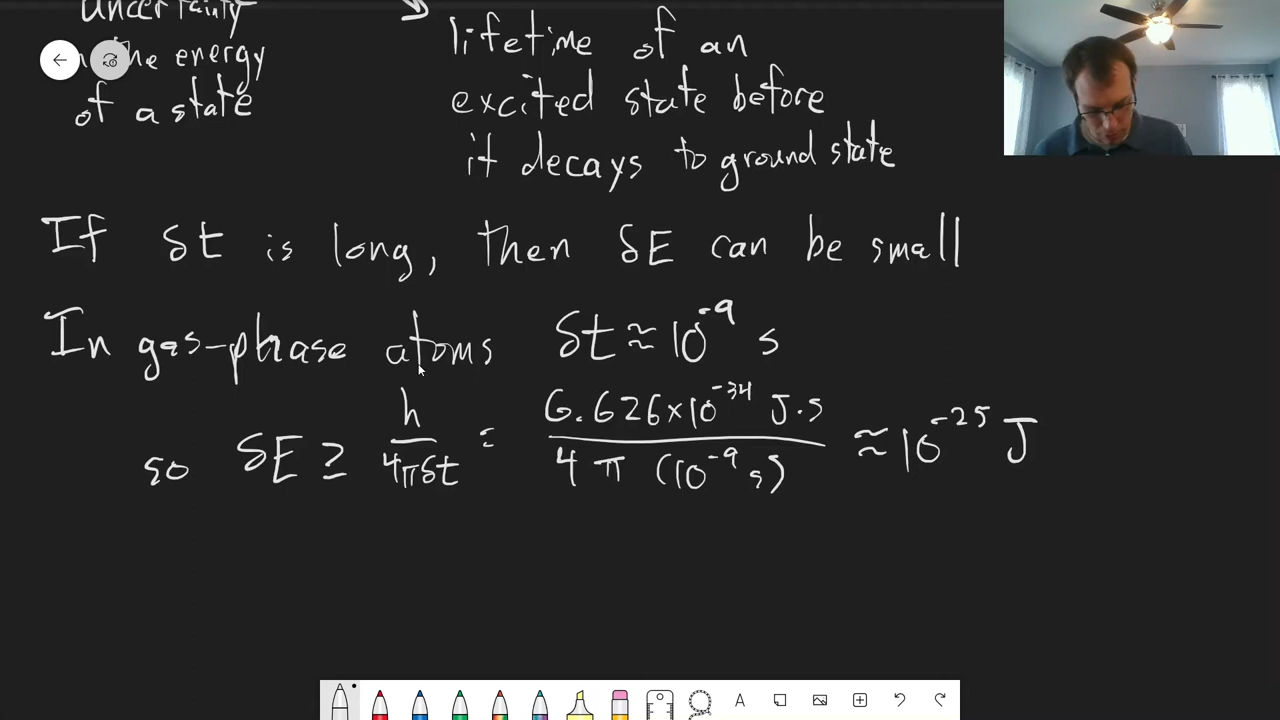 Uncertainty
the energy
of a state
lifetime of an
excited state before
it decays to ground state
If δt is long, then δE can be small
In gas-phase atoms δt ≈ 10⁻⁹ s
so δE ≥ h/4πδt = 6.626×10⁻³⁴ J·s / 4π (10⁻⁹ s) ≈ 10⁻²⁵ J
A